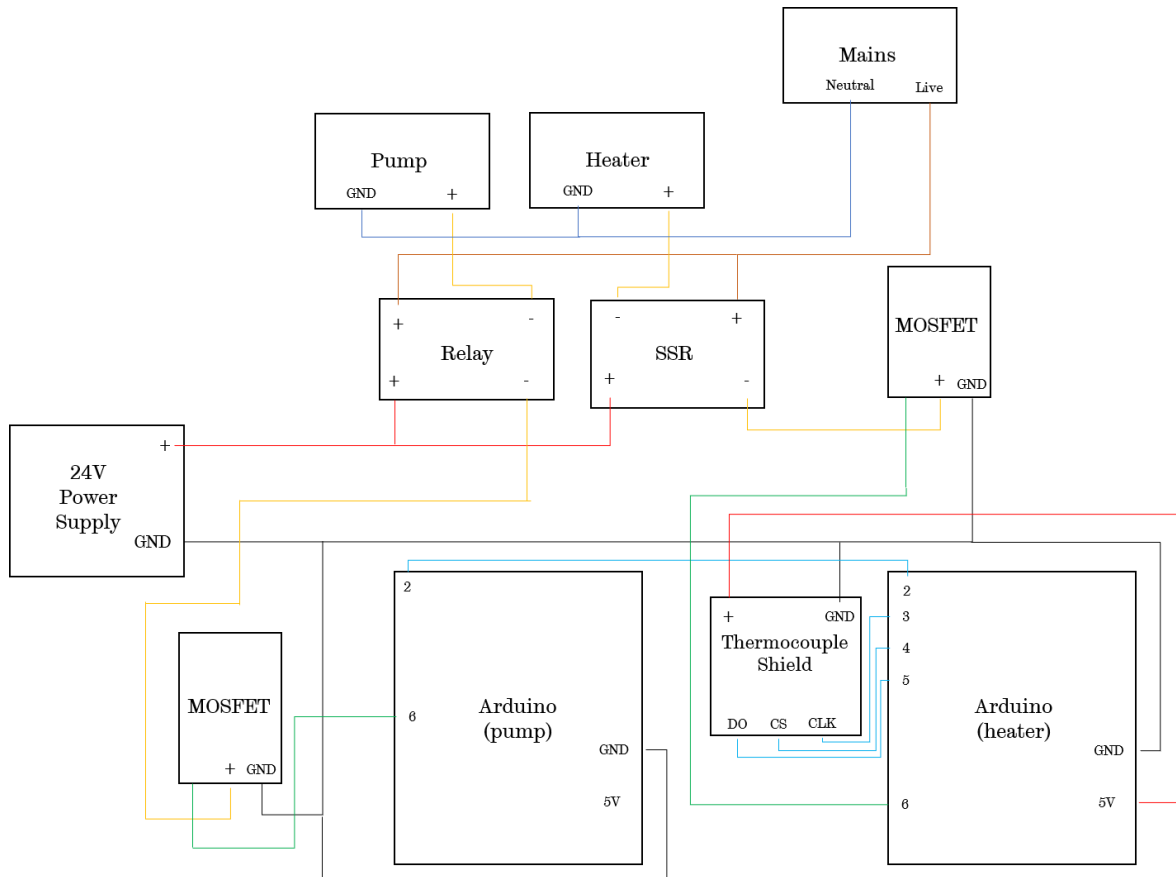 Mains
Neutral Live
Pump
GND +
Heater
GND +
+ -
Relay
+ -
- +
SSR
+ -
MOSFET
+ GND
+
24V
Power
Supply
GND
2
6
Arduino
(pump)
GND
5V
+ GND
Thermocouple
Shield
DO CS CLK
2
3
4
5
Arduino
(heater)
GND
6
5V
MOSFET
+ GND